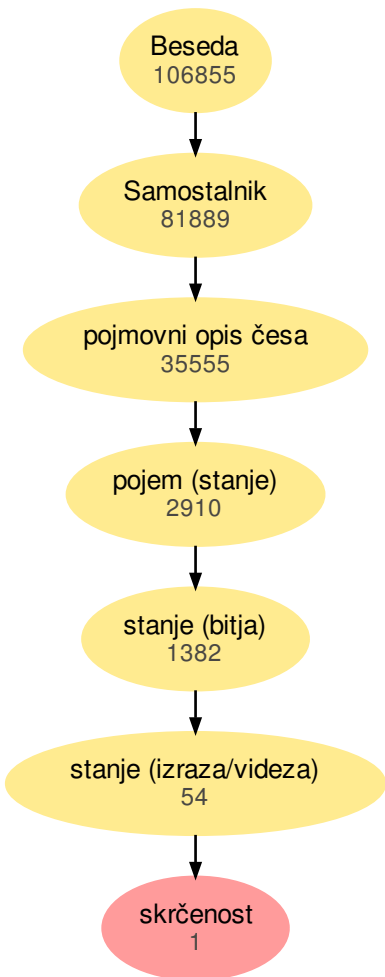 Beseda
106855
Samostalnik
81889
pojmovni opis česa
35555
pojem (stanje)
2910
stanje (bitja)
1382
stanje (izraza/videza)
54
skrčenost
1